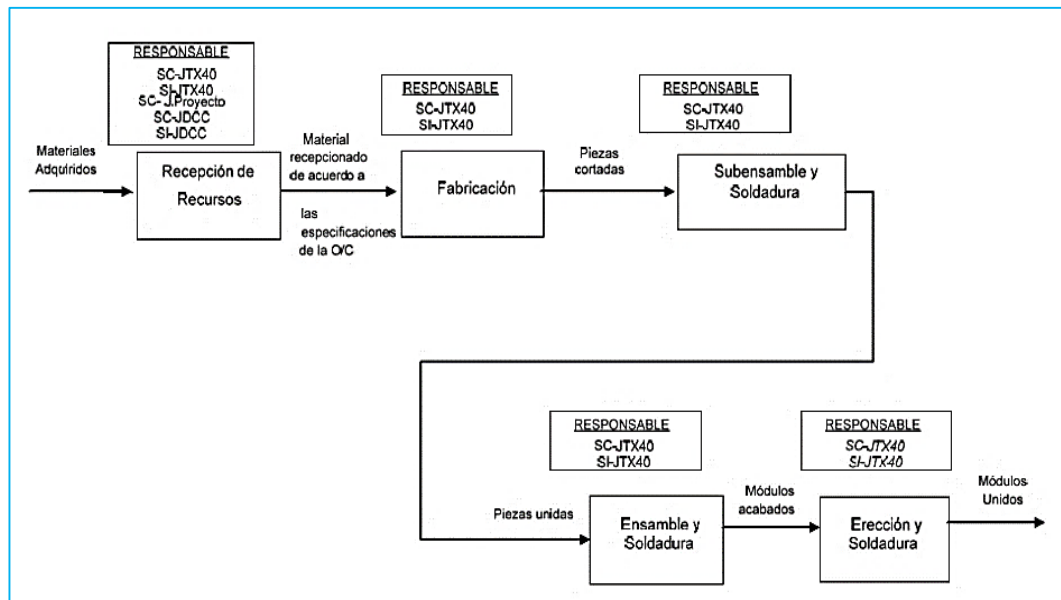 RESPONSABLE
SC-JTX40
SI-JTX40
SC- J.Proyecto
SC-JDCC
SI-JDCC
Materiales
Adquiridos
Recepción de
Recursos
Material
recepcionado
de acuerdo a
las
especificaciones
de la O/C
RESPONSABLE
SC-JTX40
SI-JTX40
Fabricación
Piezas
cortadas
RESPONSABLE
SC-JTX40
SI-JTX40
Subensamble y
Soldadura
Piezas unidas
RESPONSABLE
SC-JTX40
SI-JTX40
Ensamble y
Soldadura
Módulos
acabados
RESPONSABLE
SC-JTX40
SI-JTX40
Erección y
Soldadura
Módulos
Unidos